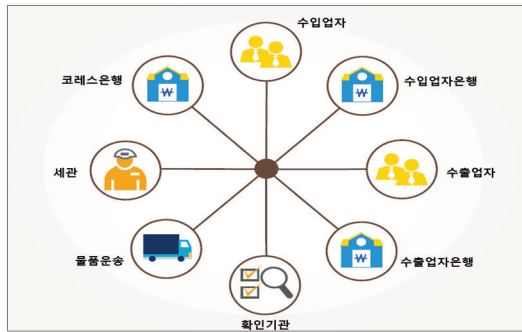 수입업자
코레스은행
수입업자은행
세관
수출업자
물품운송
수출업자은행
확인기관
₩
₩
₩